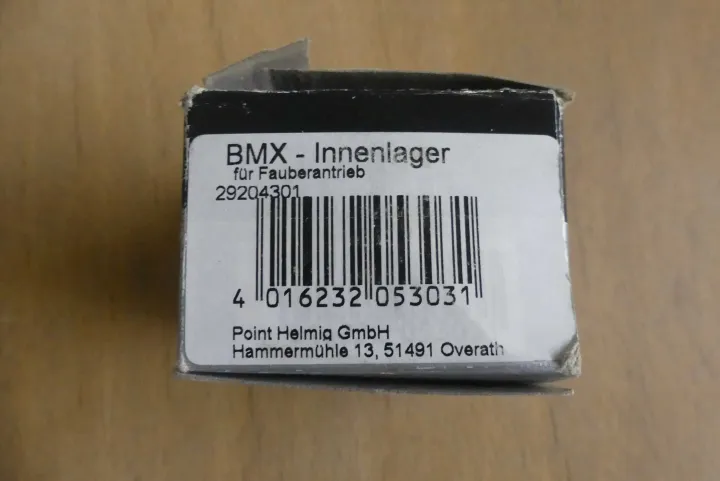 BMX - Innenlager
für Fauberantrieb
29204301
4 016232 053031
Point Helmig GmbH
Hammermühle 13, 51491 Overath